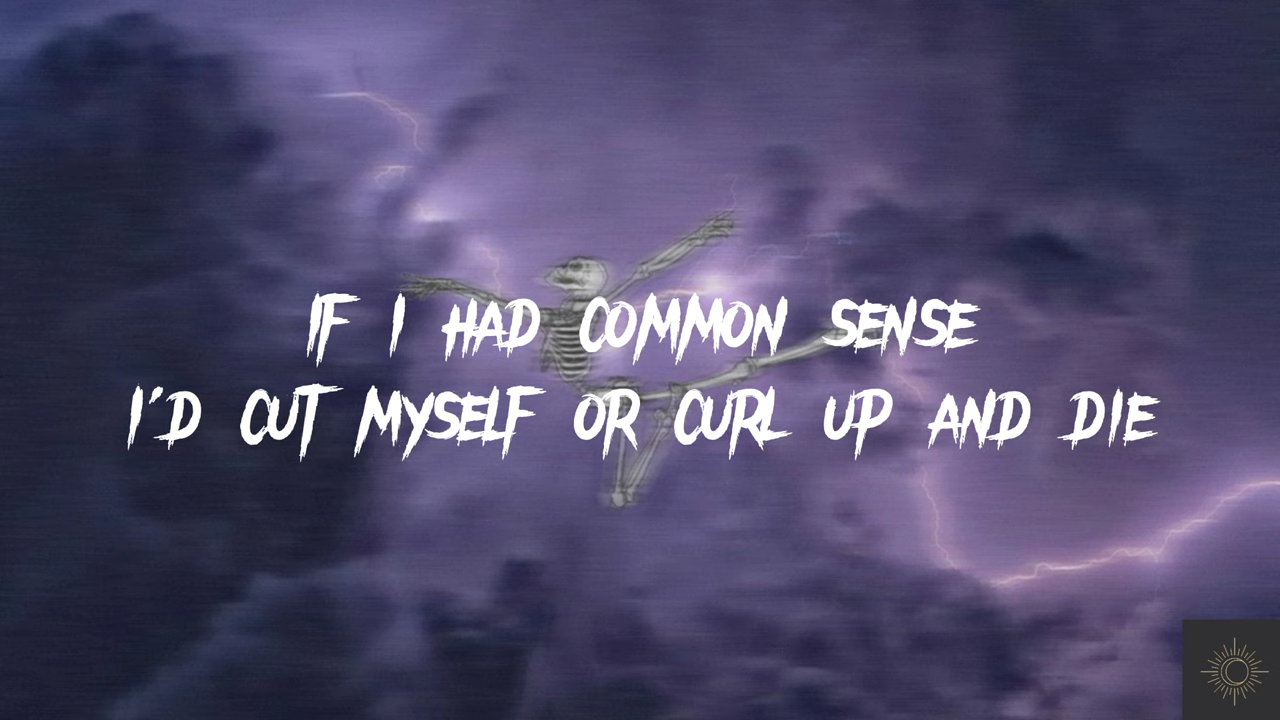 IF I HAD COMMON SENSE
I'D CUT MYSELF OR CURL UP AND DIE